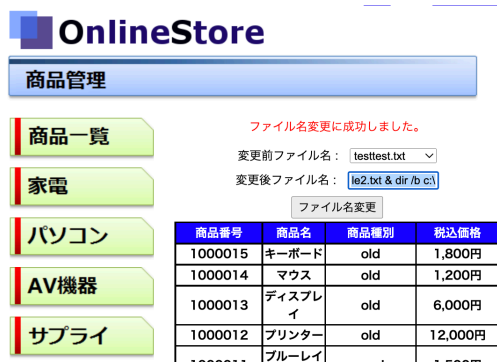 OnlineStore
商品管理
商品一覧
家電
パソコン
AV機器
サプライ
ファイル名変更に成功しました。
変更前ファイル名： testtest.txt
変更後ファイル名： le2.txt & dir /b c:\
ファイル名変更
商品番号 商品名 商品種別 税込価格
1000015 キーボード old 1,800円
1000014 マウス old 1,200円
1000013 ディスプレイ old 6,000円
1000012 プリンター old 12,000円
ブルーレイ